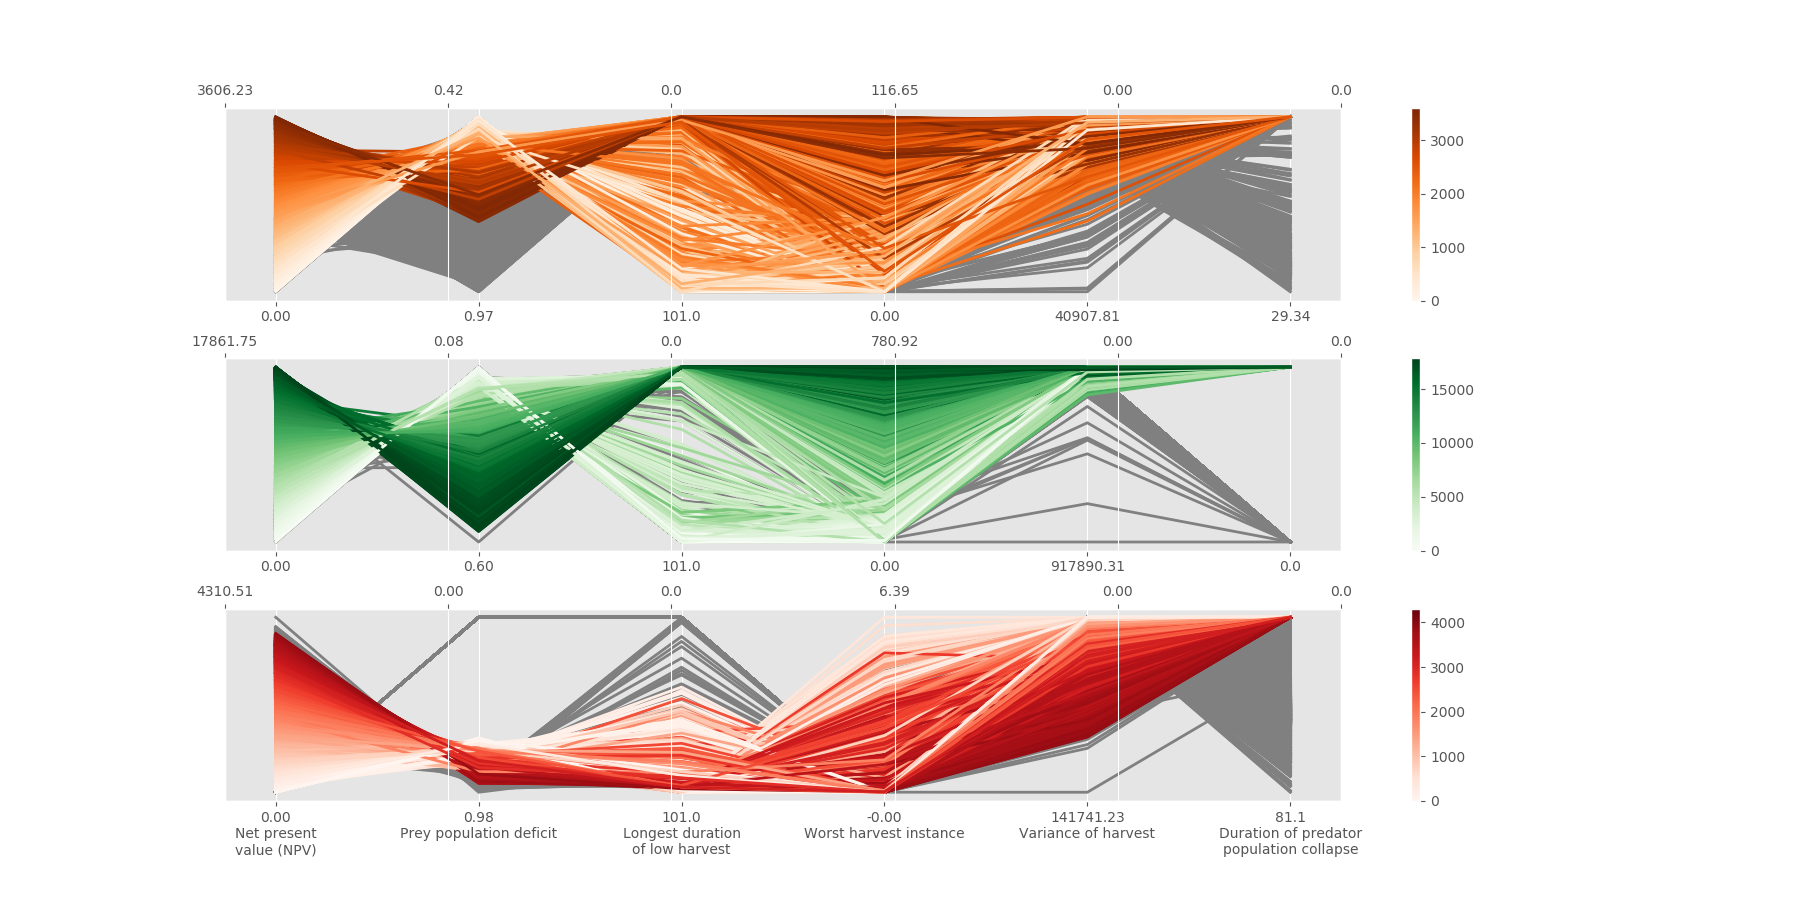 3606.23 0.42 0.0 116.65 0.00 0.0
3000
2000
1000
0
0.00 0.97 101.0 0.00 40907.81 29.34
17861.75 0.08 0.0 780.92 0.00 0.0
15000
10000
5000
0
0.00 0.60 101.0 0.00 917890.31 0.0
4310.51 0.00 0.0 6.39 0.00 0.0
4000
3000
2000
1000
0
0.00 0.98 101.0 -0.00 141741.23 81.1
Net present Prey population deficit Longest duration Worst harvest instance Variance of harvest Duration of predator
value (NPV) of low harvest population collapse